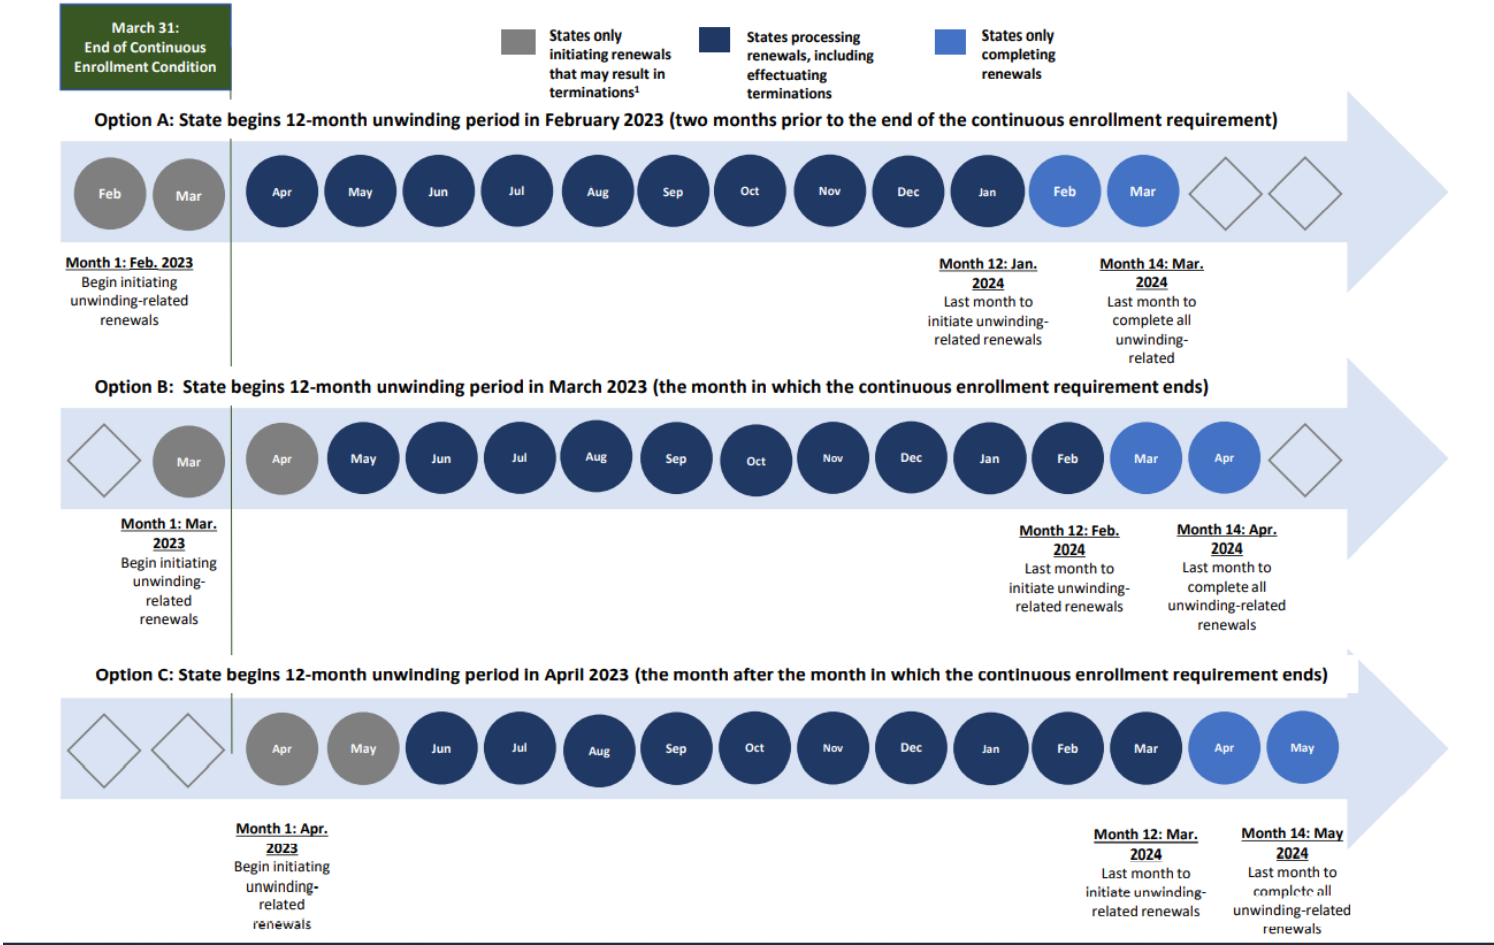 March 31:
End of Continuous
Enrollment Condition
States only
initiating renewals
that may result in
terminations¹
States processing
renewals, including
effectuating
terminations
States only
completing
renewals
Option A: State begins 12-month unwinding period in February 2023 (two months prior to the end of the continuous enrollment requirement)
Feb Mar Apr May Jun Jul Aug Sep Oct Nov Dec Jan Feb Mar
Month 1: Feb. 2023
Begin initiating
unwinding-related
renewals
Month 12: Jan.
2024
Last month to
initiate unwinding-
related renewals
Month 14: Mar.
2024
Last month to
complete all
unwinding-
related
Option B: State begins 12-month unwinding period in March 2023 (the month in which the continuous enrollment requirement ends)
Mar Apr May Jun Jul Aug Sep Oct Nov Dec Jan Feb Mar Apr
Month 1: Mar.
2023
Begin initiating
unwinding-
related
renewals
Month 12: Feb.
2024
Last month to
initiate unwinding-
related renewals
Month 14: Apr.
2024
Last month to
complete all
unwinding-related
renewals
Option C: State begins 12-month unwinding period in April 2023 (the month after the month in which the continuous enrollment requirement ends)
Apr May Jun Jul Aug Sep Oct Nov Dec Jan Feb Mar Apr May
Month 1: Apr.
2023
Begin initiating
unwinding-
related
renewals
Month 12: Mar.
2024
Last month to
initiate unwinding-
related renewals
Month 14: May
2024
Last month to
complete all
unwinding-related
renewals